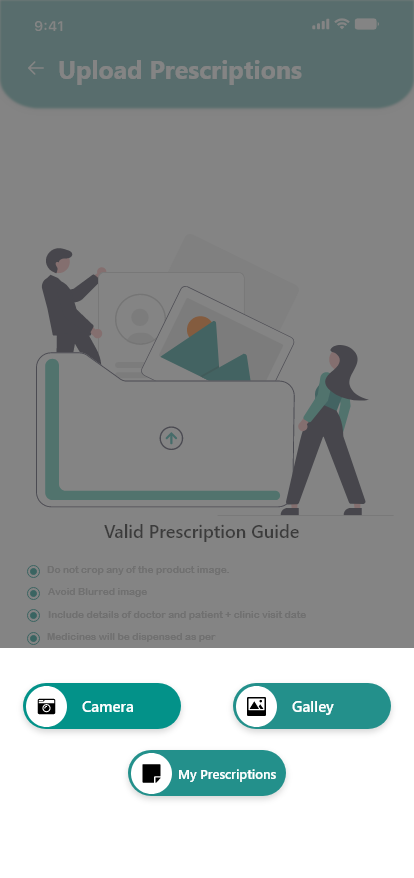 9:41
Upload Prescriptions
Valid Prescription Guide
Do not crop any of the product image.
Avoid Blurred image
Include details of doctor and patient + clinic visit date
Medicines will be dispensed as per
Camera
Galley
My Prescriptions